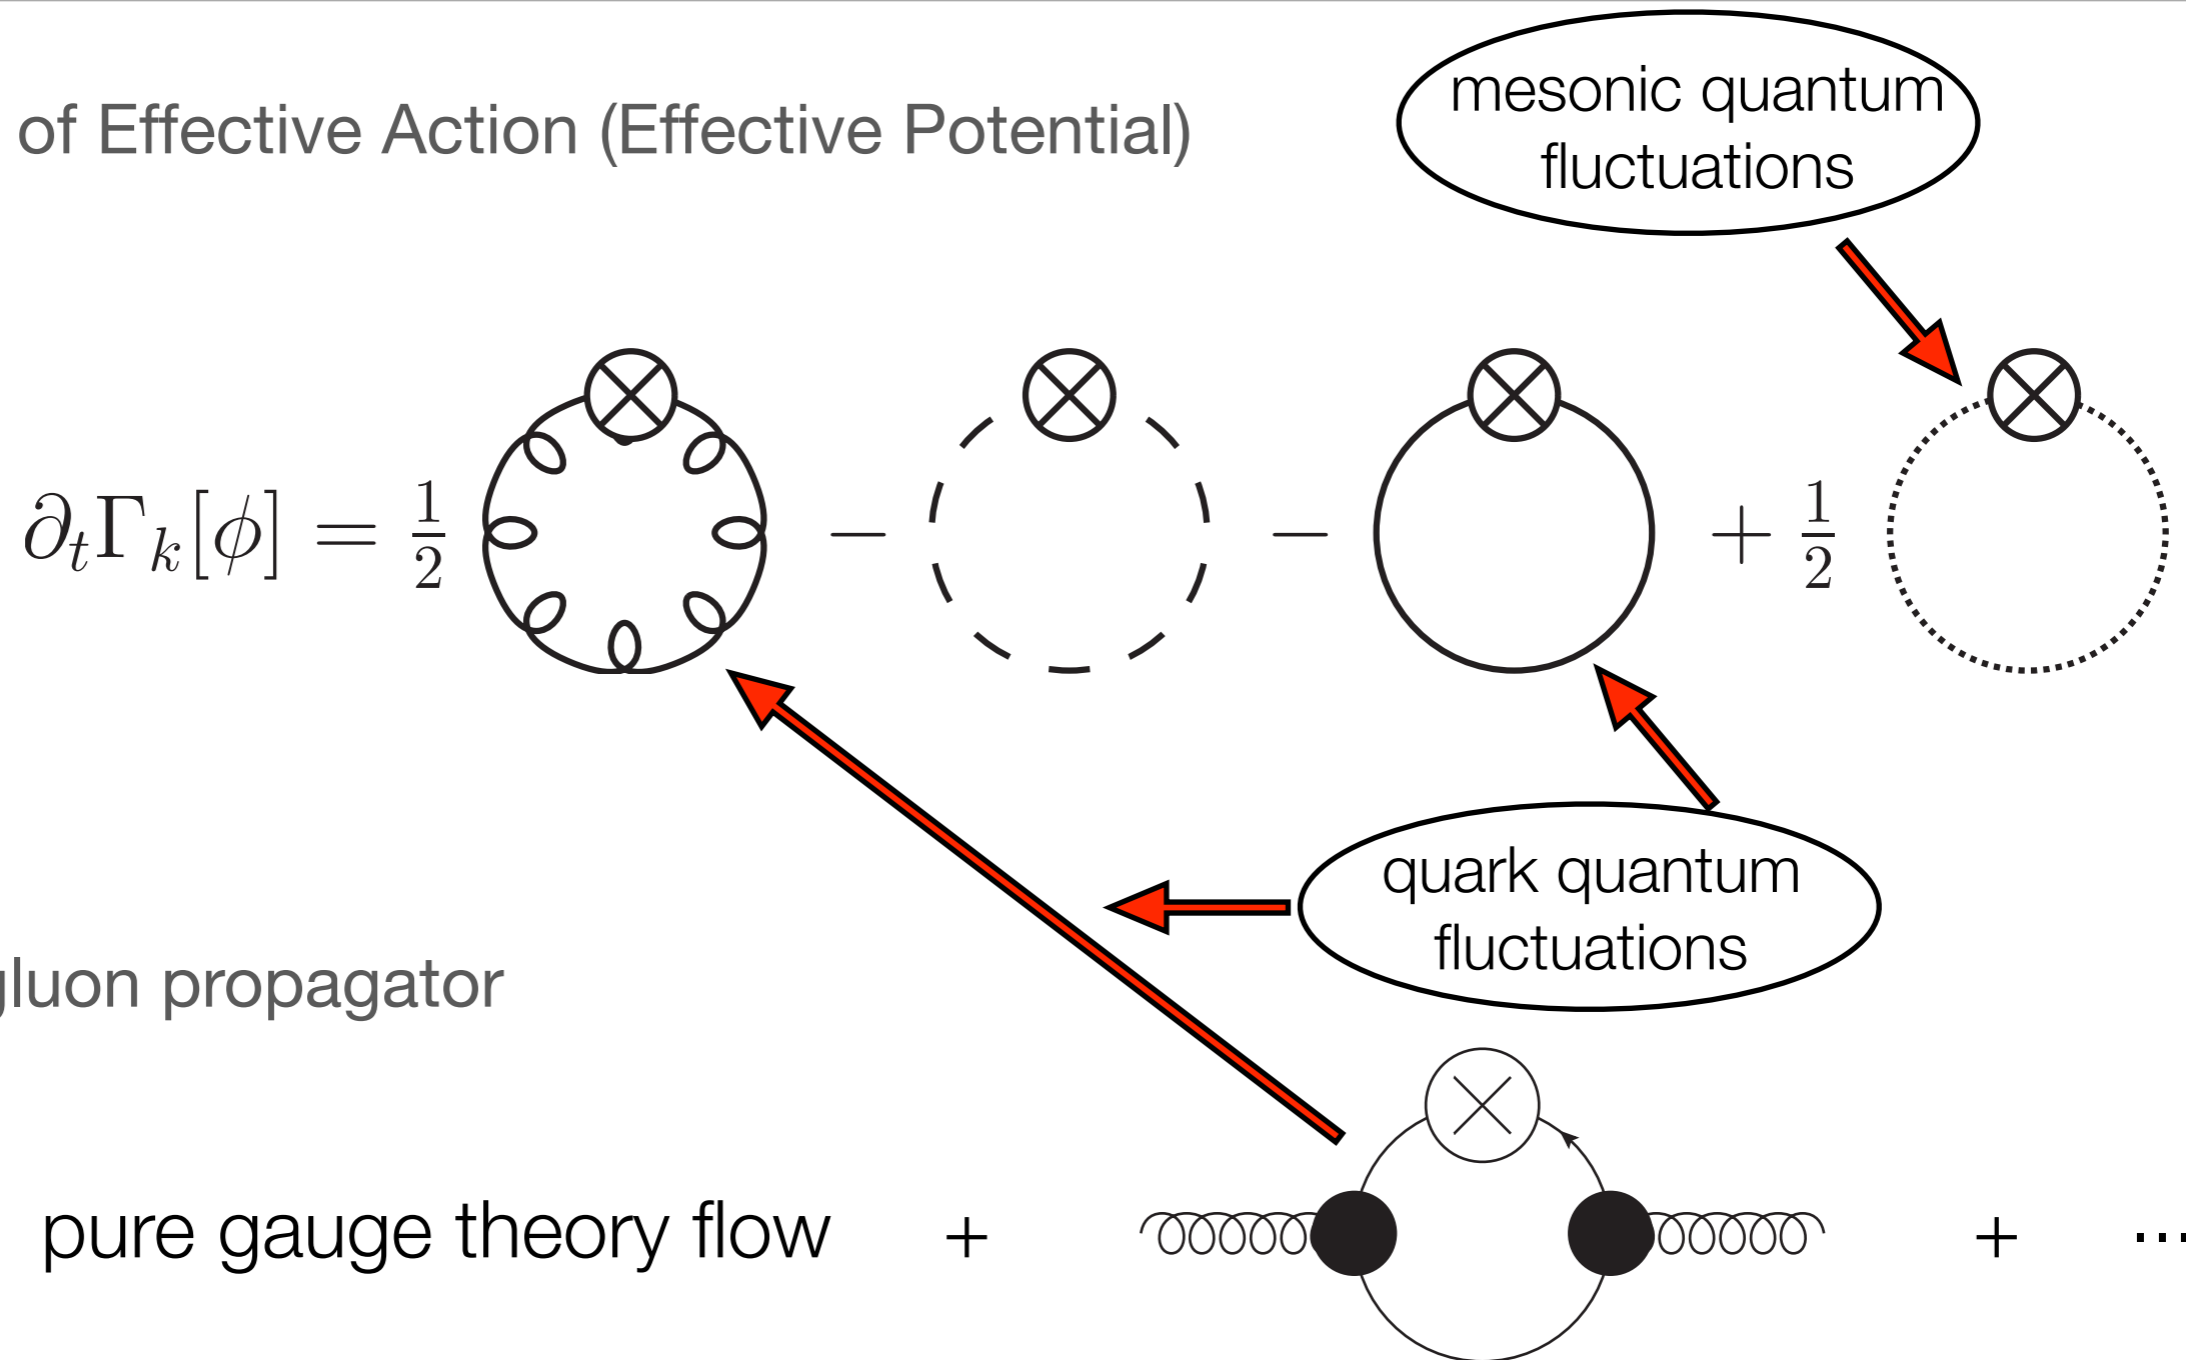 of Effective Action (Effective Potential)
mesonic quantum
fluctuations
∂ₜΓₖ[ϕ] = 1/2 − − + 1/2
quark quantum
fluctuations
gluon propagator
pure gauge theory flow + + ...